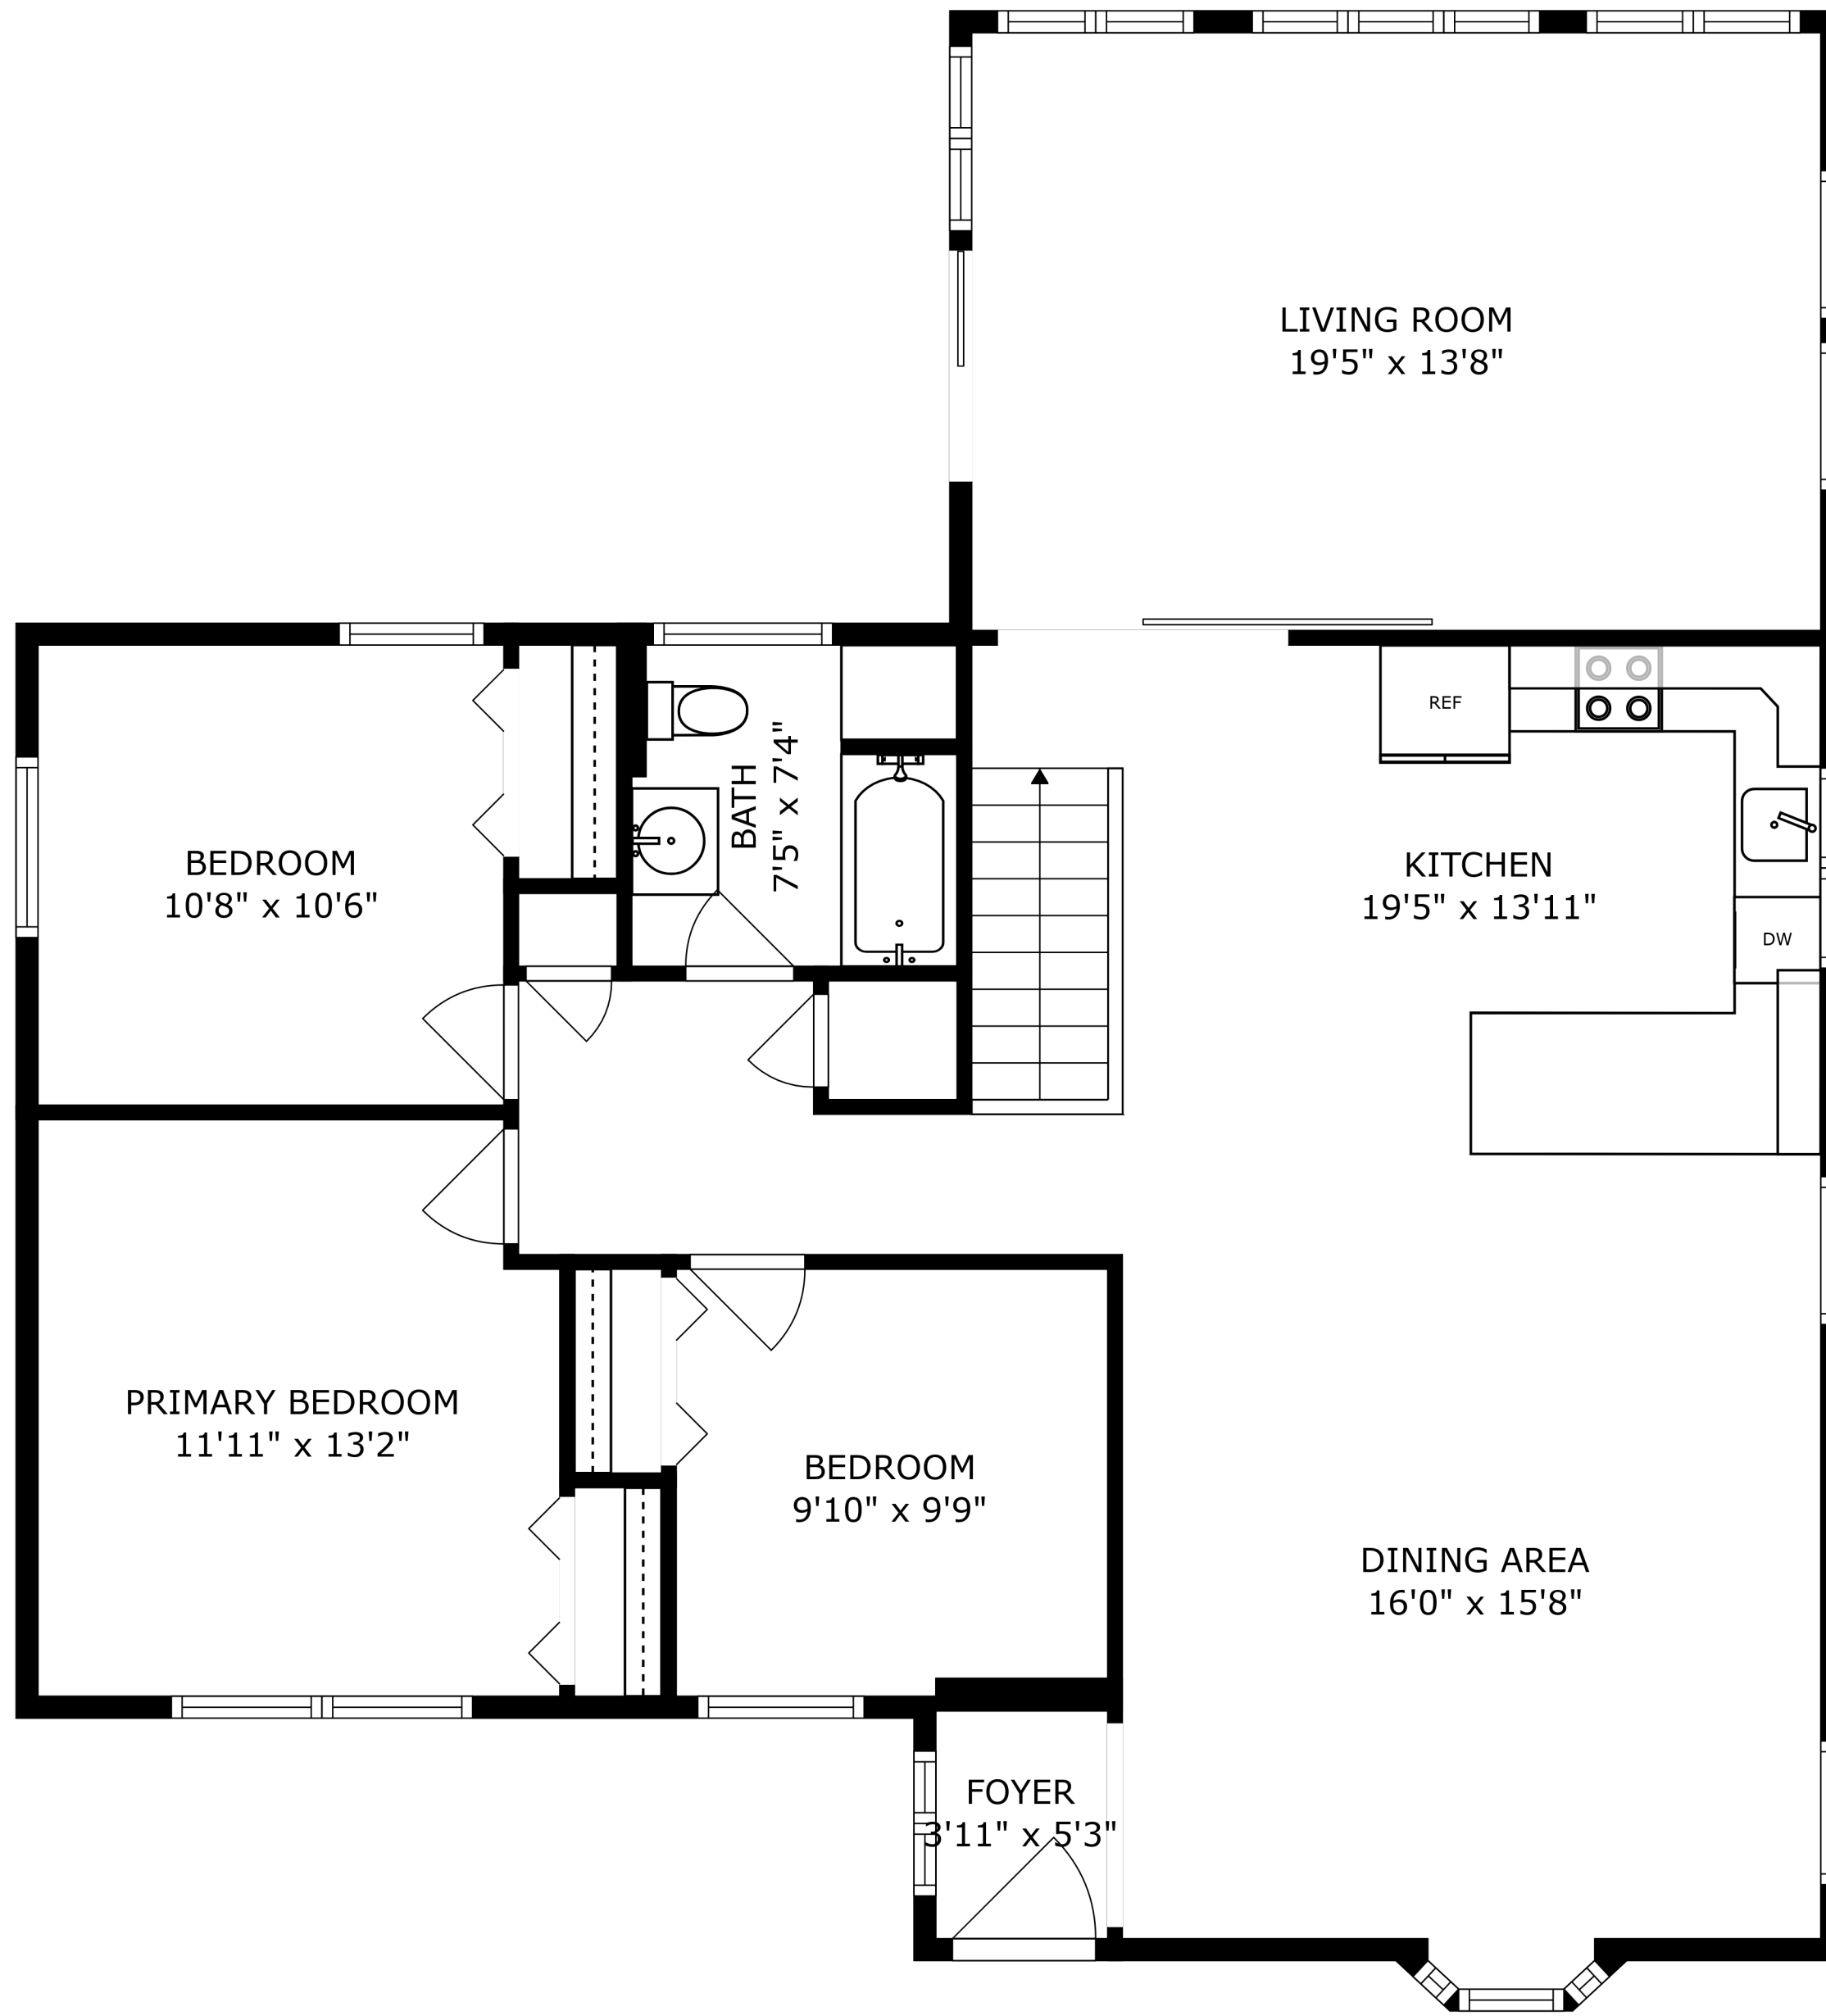 LIVING ROOM
19'5" x 13'8"
REF
BATH
7'5" x 7'4"
BEDROOM
10'8" x 10'6"
KITCHEN
19'5" x 13'11"
DW
PRIMARY BEDROOM
11'11" x 13'2"
BEDROOM
9'10" x 9'9"
DINING AREA
16'0" x 15'8"
FOYER
3'11" x 5'3"